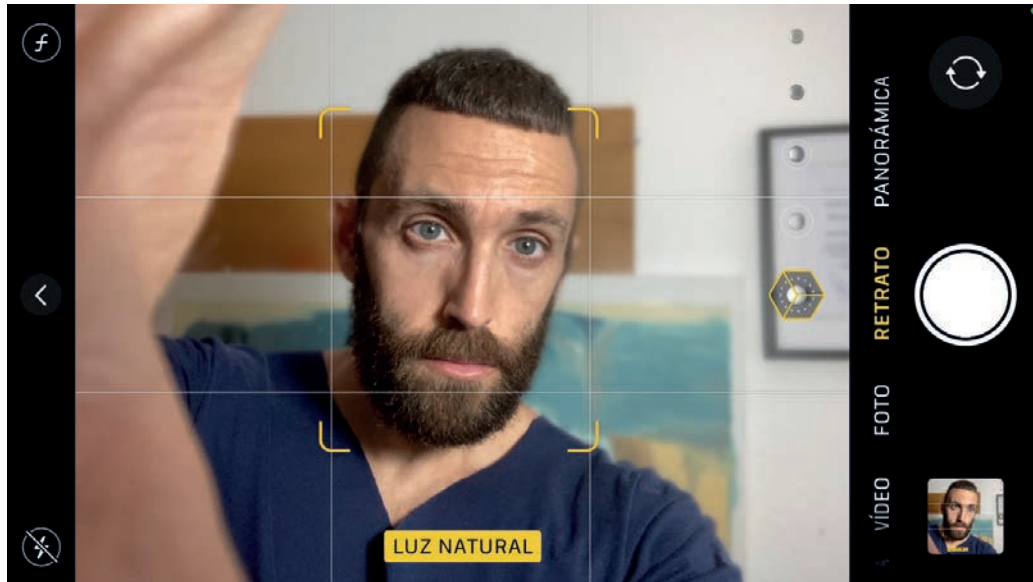 f
LUZ NATURAL
PANORÁMICA
RETRATO
FOTO
VÍDEO
A